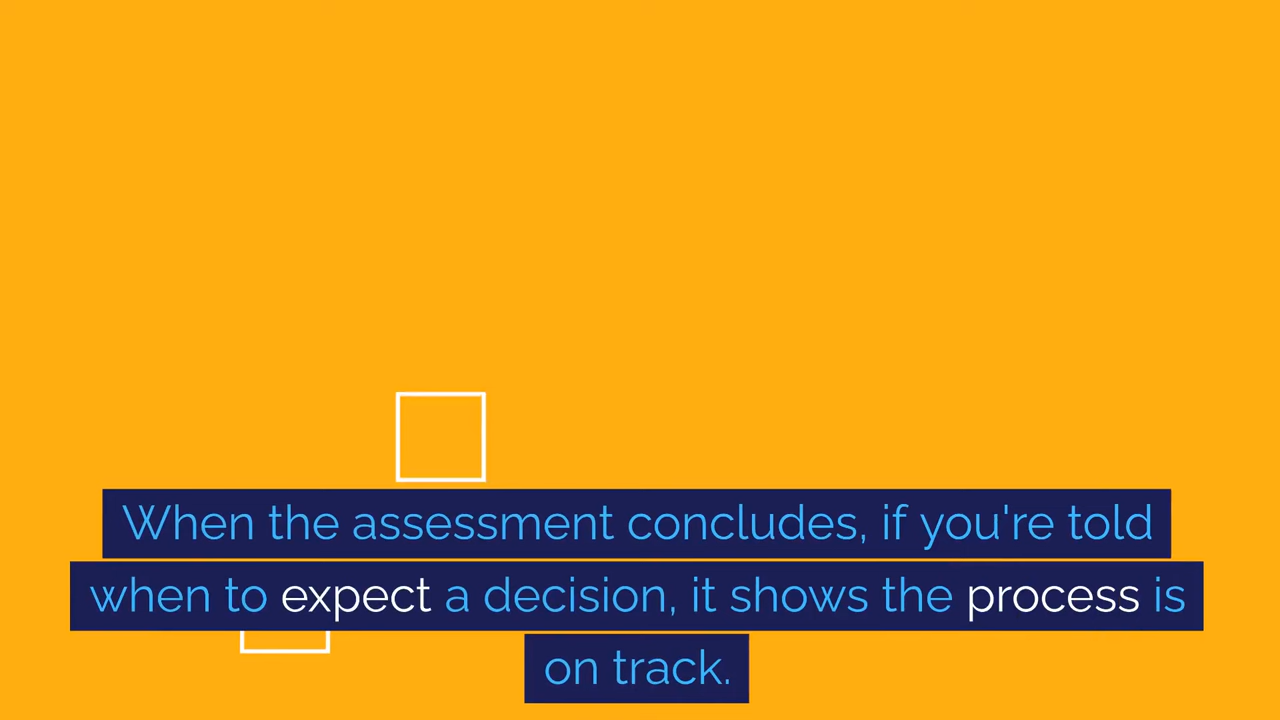 When the assessment concludes, if you're told
when to expect a decision, it shows the process is
on track.